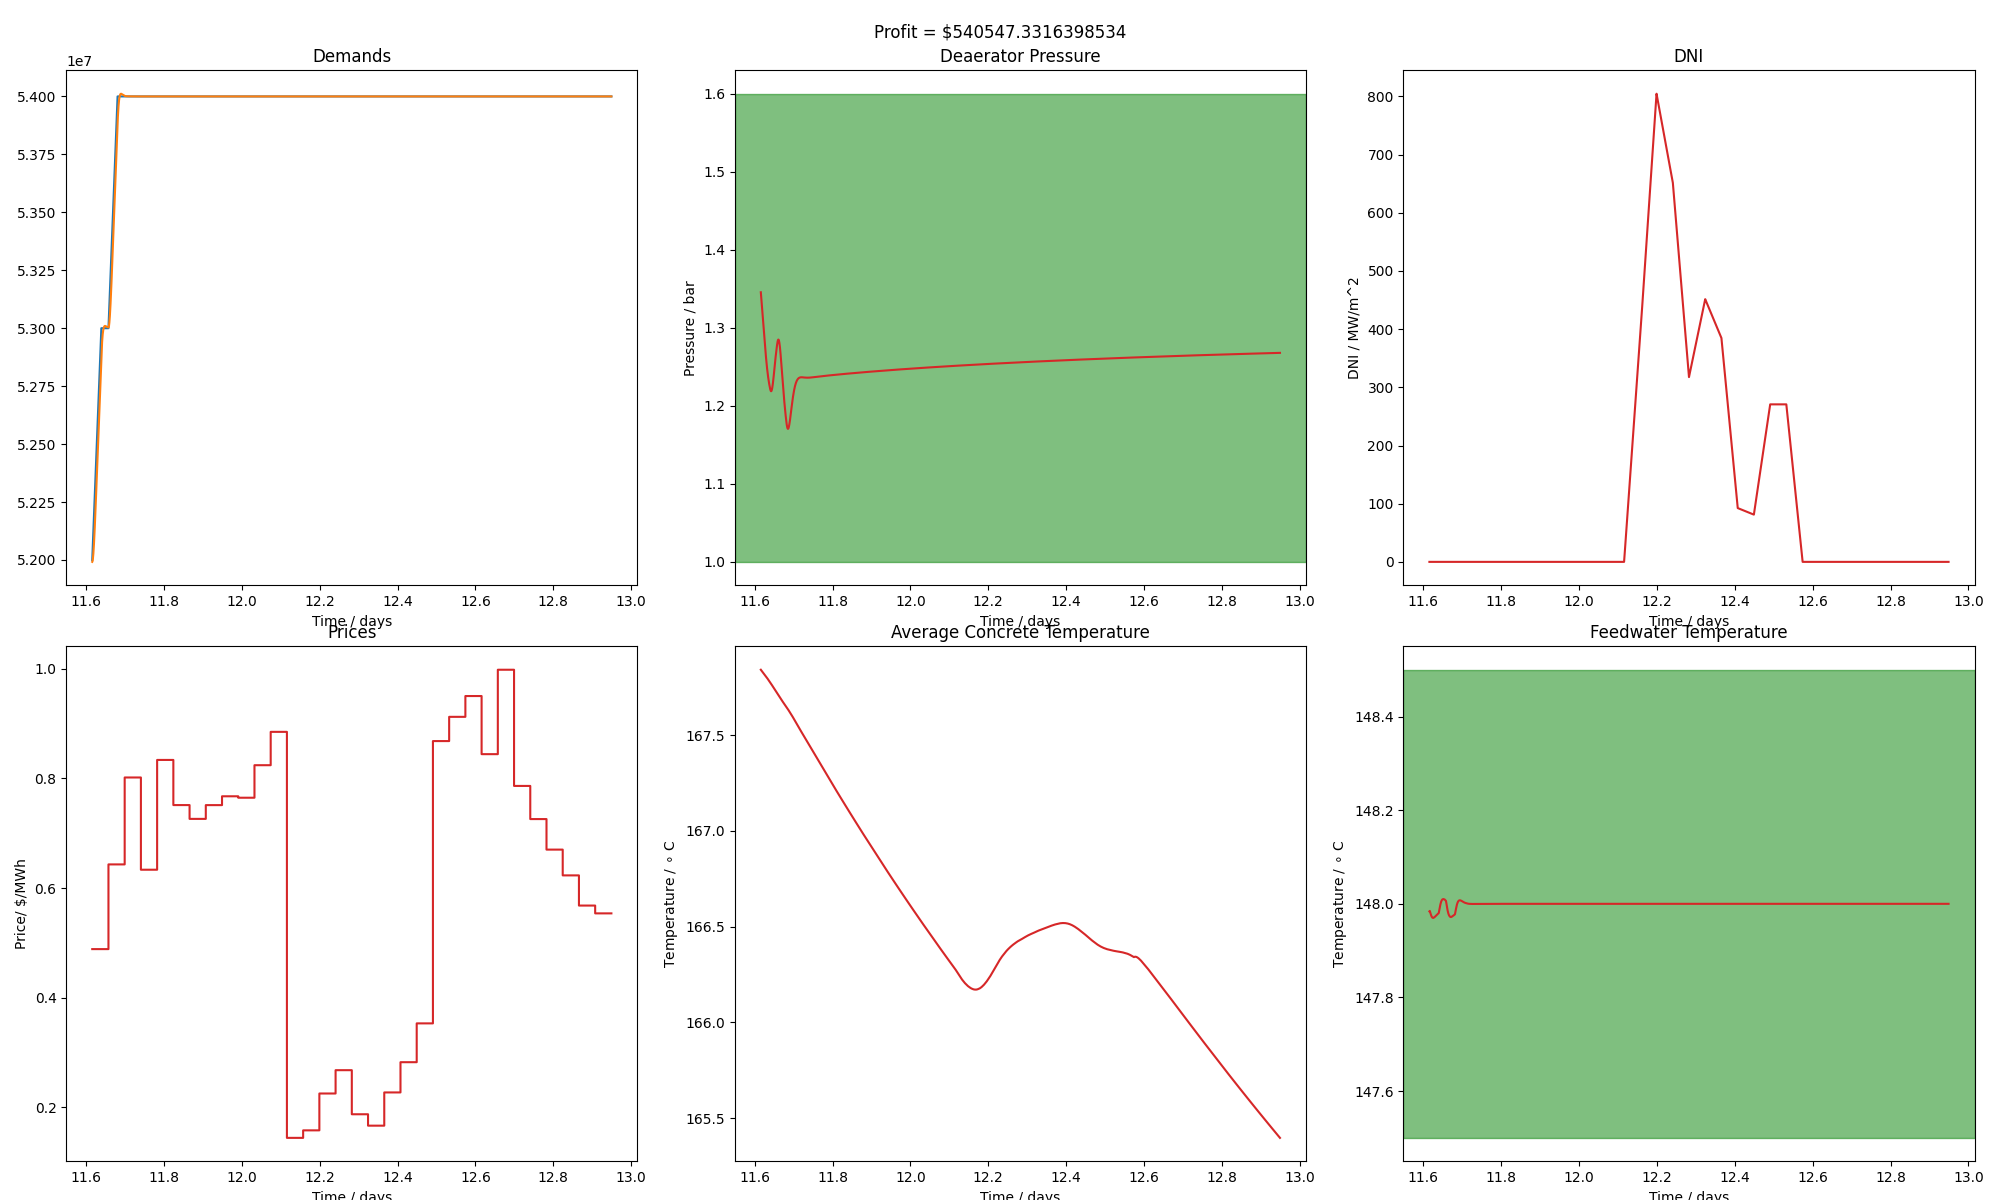 Profit = $540547.3316398534
Demands
1e7
5.400
5.375
5.350
5.325
5.300
5.275
5.250
5.225
5.200
11.6 11.8 12.0 12.2 12.4 12.6 12.8 13.0
Time / days
Deaerator Pressure
Pressure / bar
1.6
1.5
1.4
1.3
1.2
1.1
1.0
11.6 11.8 12.0 12.2 12.4 12.6 12.8 13.0
Time / days
DNI
DNI / MW/m^2
800
700
600
500
400
300
200
100
0
11.6 11.8 12.0 12.2 12.4 12.6 12.8 13.0
Time / days
Prices
Price/ $/MWh
1.0
0.8
0.6
0.4
0.2
11.6 11.8 12.0 12.2 12.4 12.6 12.8 13.0
Time / days
Average Concrete Temperature
Temperature / ∘ C
167.5
167.0
166.5
166.0
165.5
11.6 11.8 12.0 12.2 12.4 12.6 12.8 13.0
Time / days
Feedwater Temperature
Temperature / ∘ C
148.4
148.2
148.0
147.8
147.6
11.6 11.8 12.0 12.2 12.4 12.6 12.8 13.0
Time / days